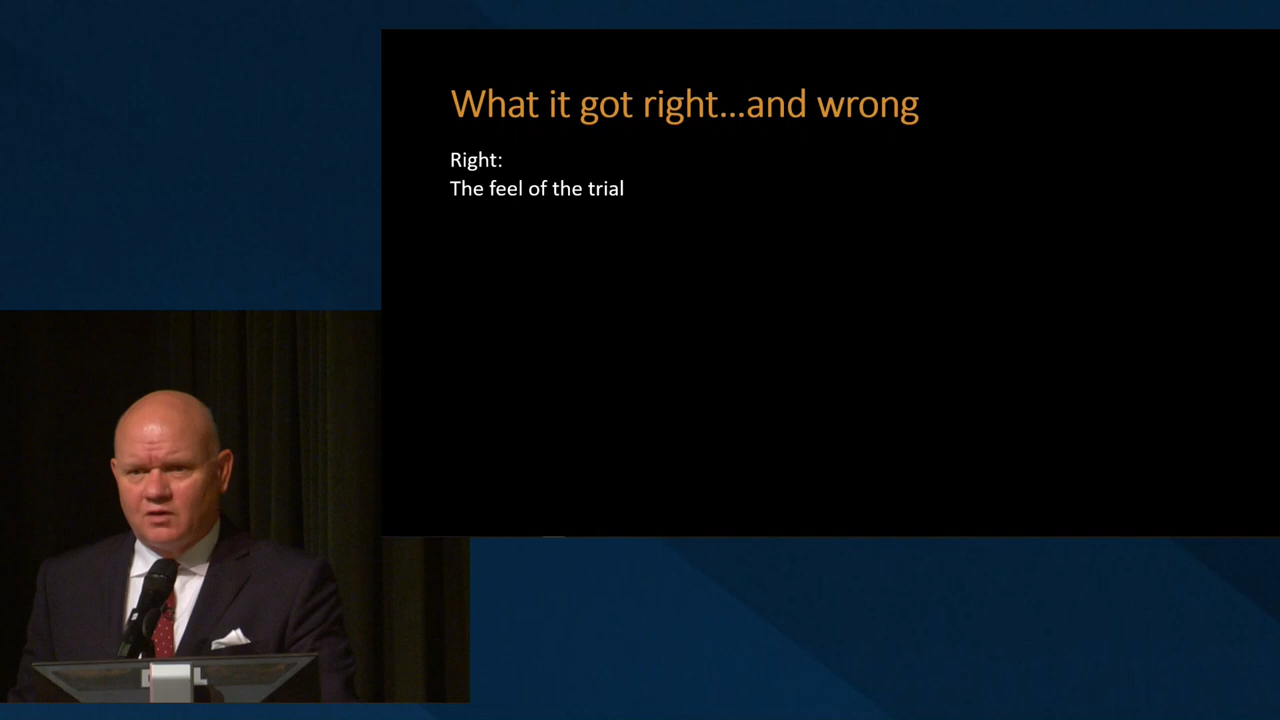 What it got right...and wrong
Right:
The feel of the trial